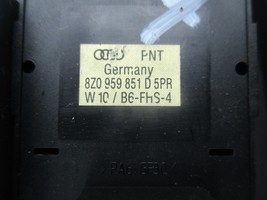 PNT
Germany
8Z0 959 851 D 5PR
W 10 / B6-FHS-4